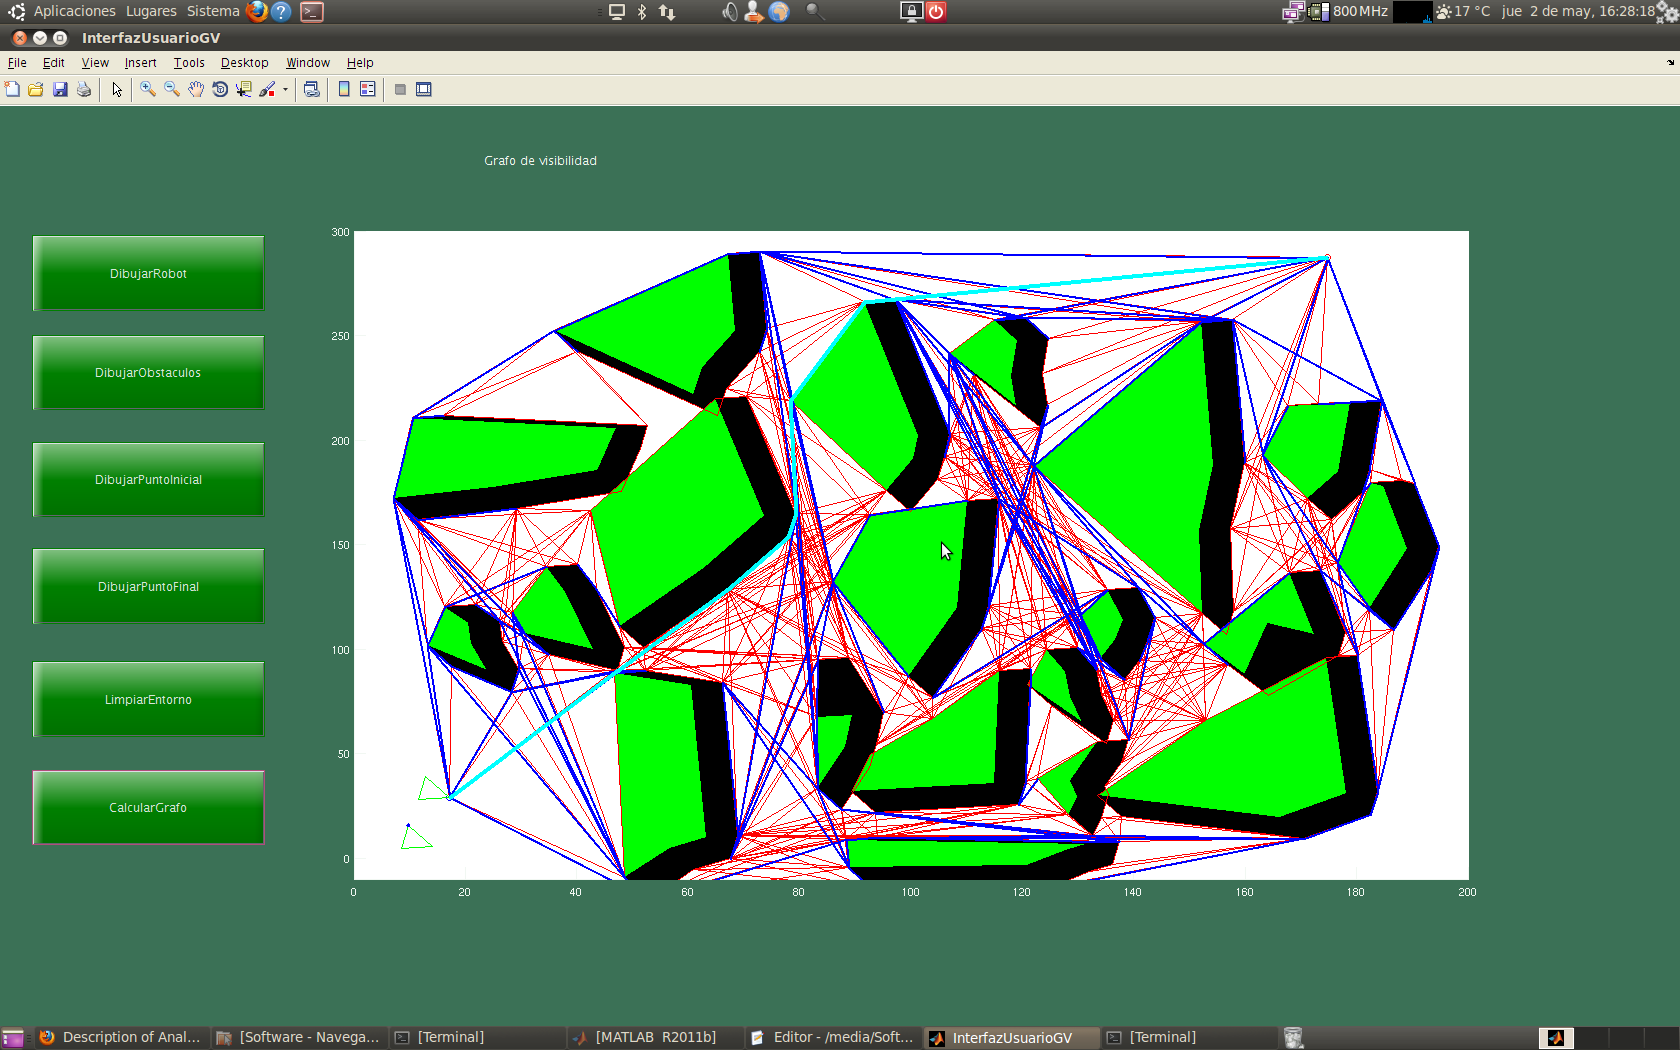 Aplicaciones Lugares Sistema 800 MHz 17 °C jue 2 de may, 16:28:18
InterfazUsuarioGV
File Edit View Insert Tools Desktop Window Help
Grafo de visibilidad
DibujarRobot
DibujarObstaculos
DibujarPuntoInicial
DibujarPuntoFinal
LimpiarEntorno
CalcularGrafo
300
250
200
150
100
50
0
0 20 40 60 80 100 120 140 160 180 200
Description of Anal... [Software - Navega... [Terminal] [MATLAB R2011b] Editor - /media/Soft... InterfazUsuarioGV [Terminal]